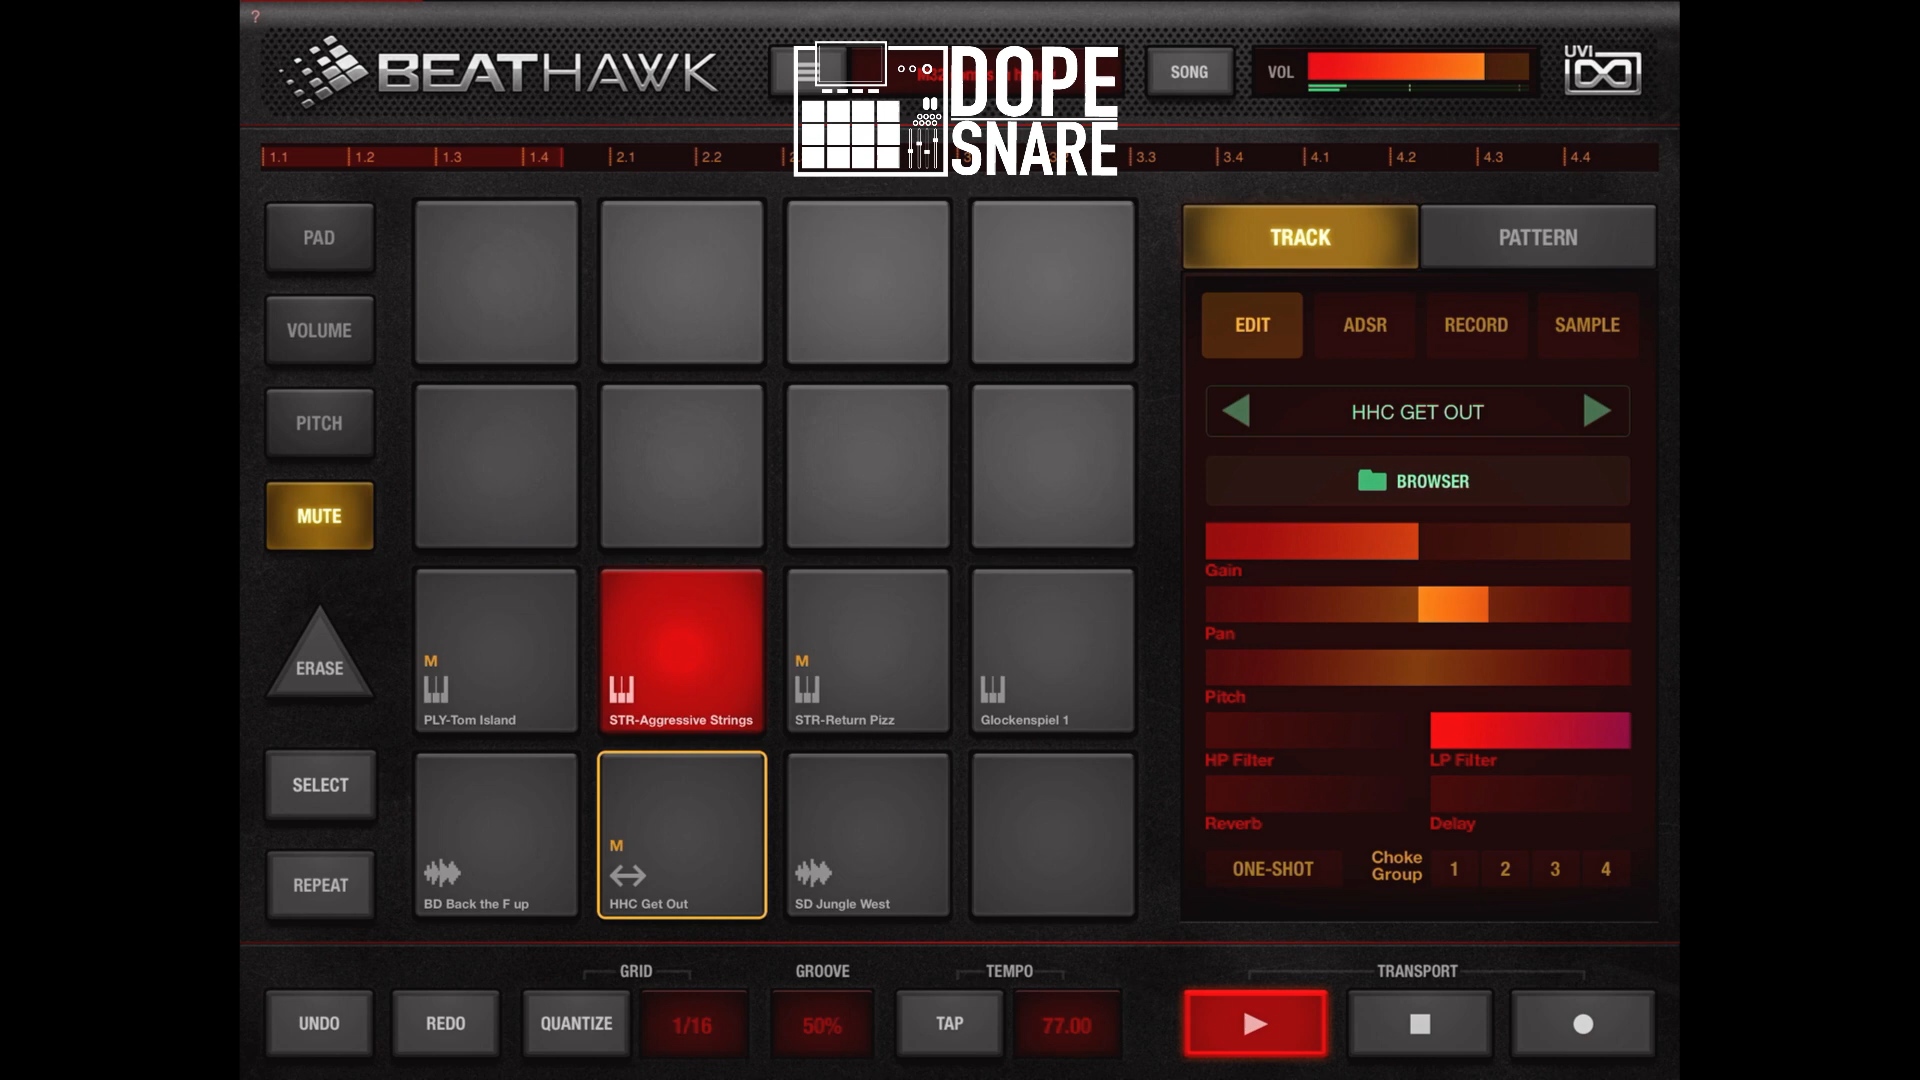 ?
BEATHAWK
DOPE
SNARE
SONG
VOL
UVI
1.1 1.2 1.3 1.4 2.1 2.2 3.3 3.4 4.1 4.2 4.3 4.4
PAD
VOLUME
PITCH
MUTE
ERASE
SELECT
REPEAT
M
PLY-Tom Island
STR-Aggressive Strings
M
STR-Return Pizz
Glockenspiel 1
BD Back the F up
M
HHC Get Out
SD Jungle West
TRACK PATTERN
EDIT ADSR RECORD SAMPLE
HHC GET OUT
BROWSER
Gain
Pan
Pitch
HP Filter LP Filter
Reverb Delay
ONE-SHOT
Choke
Group
1 2 3 4
GRID GROOVE TEMPO TRANSPORT
UNDO REDO QUANTIZE 1/16 50% TAP 77.00